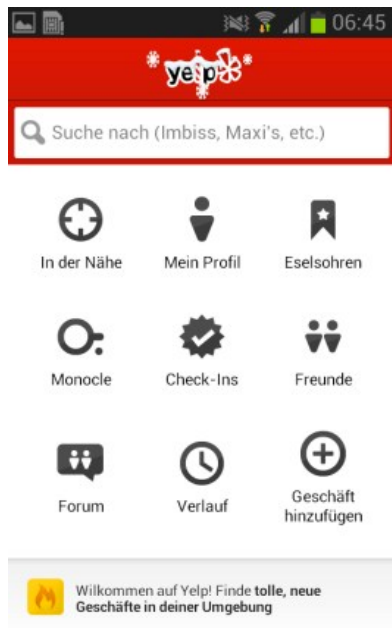 06:45
yelp
Suche nach (Imbiss, Maxi's, etc.)
In der Nähe Mein Profil Eselsohren
Monocle Check-Ins Freunde
Forum Verlauf Geschäft
hinzufügen
Wilkommen auf Yelp! Finde tolle, neue
Geschäfte in deiner Umgebung